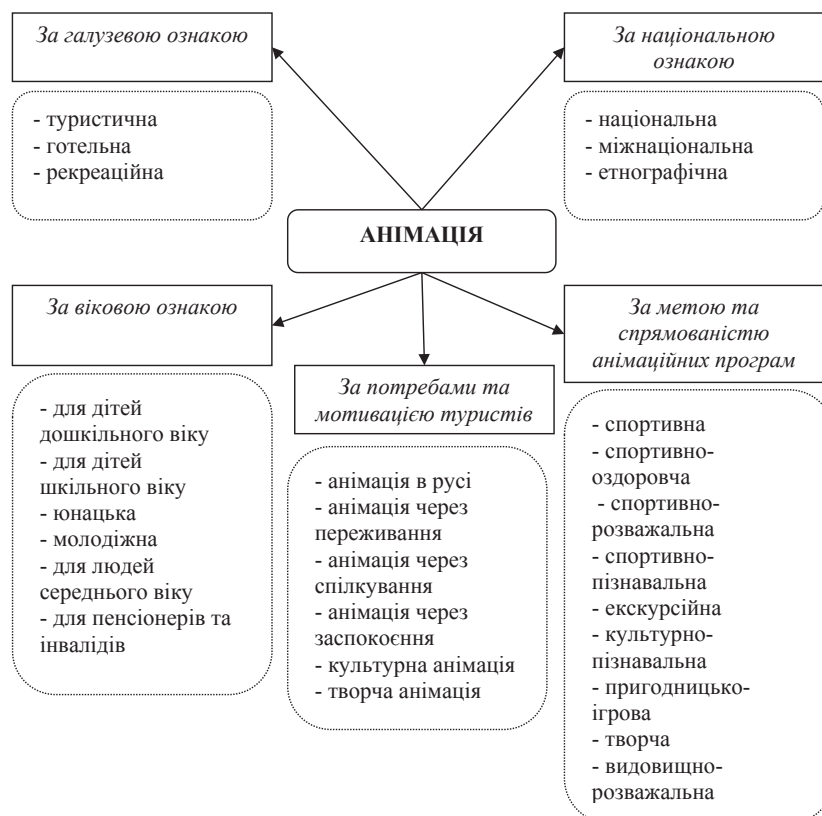 За галузевою ознакою
- туристична
- готельна
- рекреаційна
За національною
ознакою
- національна
- міжнаціональна
- етнографічна
АНІМАЦІЯ
За віковою ознакою
- для дітей
дошкільного віку
- для дітей
шкільного віку
- юнацька
- молодіжна
- для людей
середнього віку
- для пенсіонерів та
інвалідів
За потребами та
мотивацією туристів
- анімація в русі
- анімація через
переживання
- анімація через
спілкування
- анімація через
заспокоєння
- культурна анімація
- творча анімація
За метою та
спрямованістю
анімаційних програм
- спортивна
- спортивно-
оздоровча
- спортивно-
розважальна
- спортивно-
пізнавальна
- екскурсійна
- культурно-
пізнавальна
- пригодницько-
ігрова
- творча
- видовищно-
розважальна